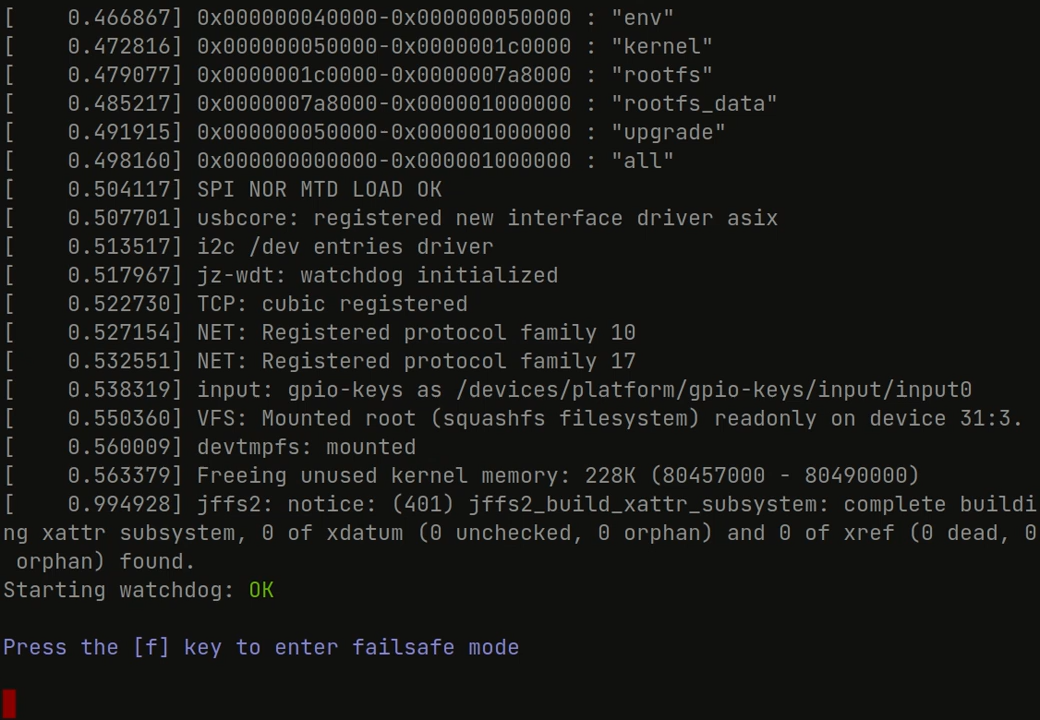 [    0.466867] 0x000000040000-0x000000050000 : "env"
[    0.472816] 0x000000050000-0x0000001c0000 : "kernel"
[    0.479077] 0x0000001c0000-0x0000007a8000 : "rootfs"
[    0.485217] 0x0000007a8000-0x000001000000 : "rootfs_data"
[    0.491915] 0x000000050000-0x000001000000 : "upgrade"
[    0.498160] 0x000000000000-0x000001000000 : "all"
[    0.504117] SPI NOR MTD LOAD OK
[    0.507701] usbcore: registered new interface driver asix
[    0.513517] i2c /dev entries driver
[    0.517967] jz-wdt: watchdog initialized
[    0.522730] TCP: cubic registered
[    0.527154] NET: Registered protocol family 10
[    0.532551] NET: Registered protocol family 17
[    0.538319] input: gpio-keys as /devices/platform/gpio-keys/input/input0
[    0.550360] VFS: Mounted root (squashfs filesystem) readonly on device 31:3.
[    0.560009] devtmpfs: mounted
[    0.563379] Freeing unused kernel memory: 228K (80457000 - 80490000)
[    0.994928] jffs2: notice: (401) jffs2_build_xattr_subsystem: complete buildi
ng xattr subsystem, 0 of xdatum (0 unchecked, 0 orphan) and 0 of xref (0 dead, 0
 orphan) found.
Starting watchdog: OK
Press the [f] key to enter failsafe mode